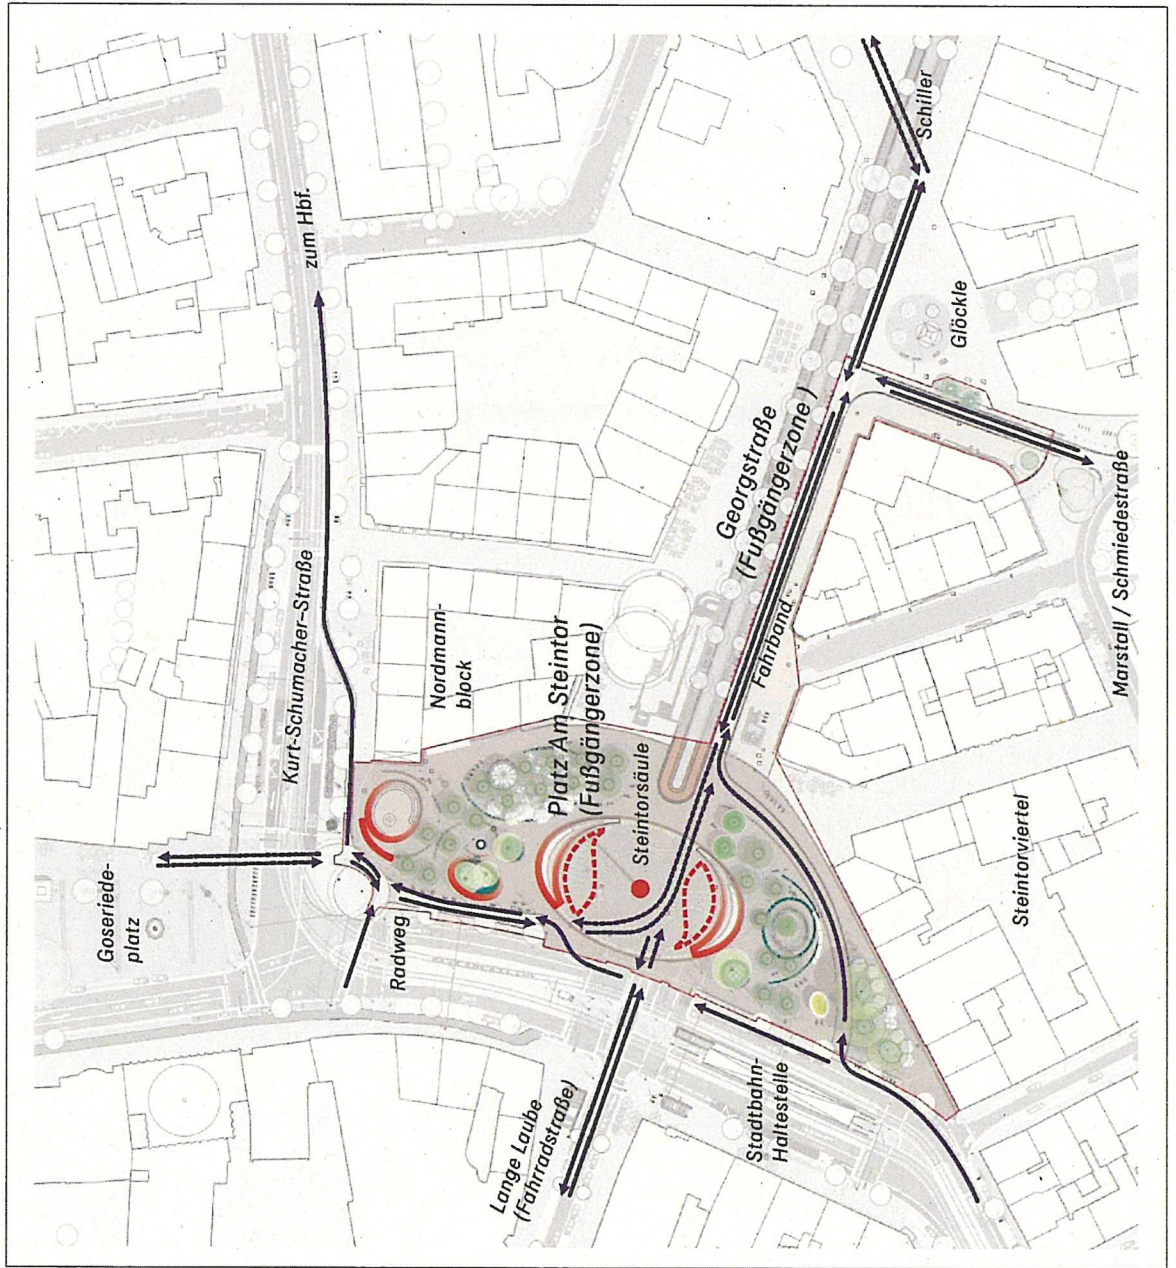 Schiller
zum Hbf.
Glöckle
Georgstraße
(Fußgängerzone )
Kurt-Schumacher-Straße
Nordmann-
block
Fahrband
Marstall / Schmiedestraße
Platz Am Steintor
(Fußgängerzone)
Steintorsäule
Steintorviertel
Goseriede-
platz
Radweg
Stadtbahn-
Haltestelle
Lange Laube
(Fahrradstraße)